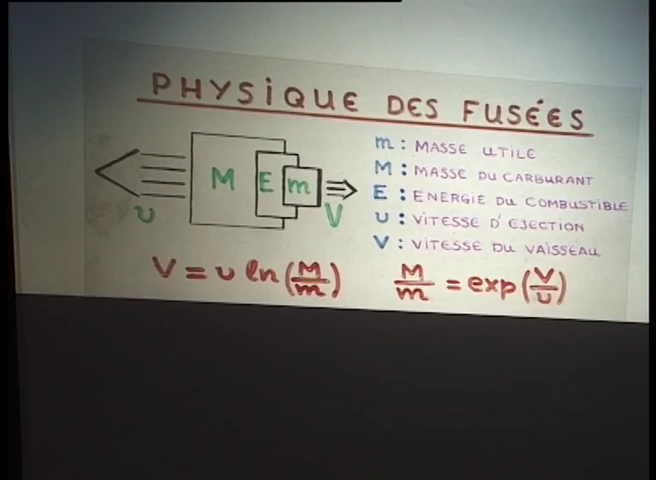 PHYSIQUE DES FUSÉES
M E m
υ V
m : MASSE UTILE
M : MASSE DU CARBURANT
E : ENERGIE DU COMBUSTIBLE
υ : VITESSE D'EJECTION
V : VITESSE DU VAISSEAU
V = υ ln(M/m) M/m = exp(V/υ)